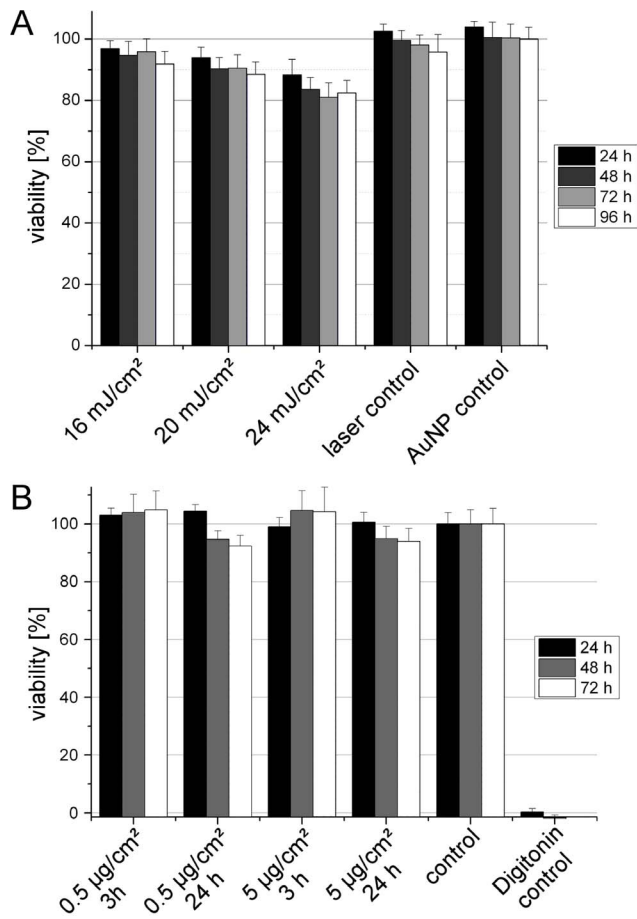 A
viability [%]
100
80
60
40
20
0
24 h
48 h
72 h
96 h
16 mJ/cm²
20 mJ/cm²
24 mJ/cm²
laser control
AuNP control
B
viability [%]
100
80
60
40
20
0
24 h
48 h
72 h
0.5 µg/cm²
3h
0.5 µg/cm²
24 h
5 µg/cm²
3 h
5 µg/cm²
24 h
control
Digitonin
control